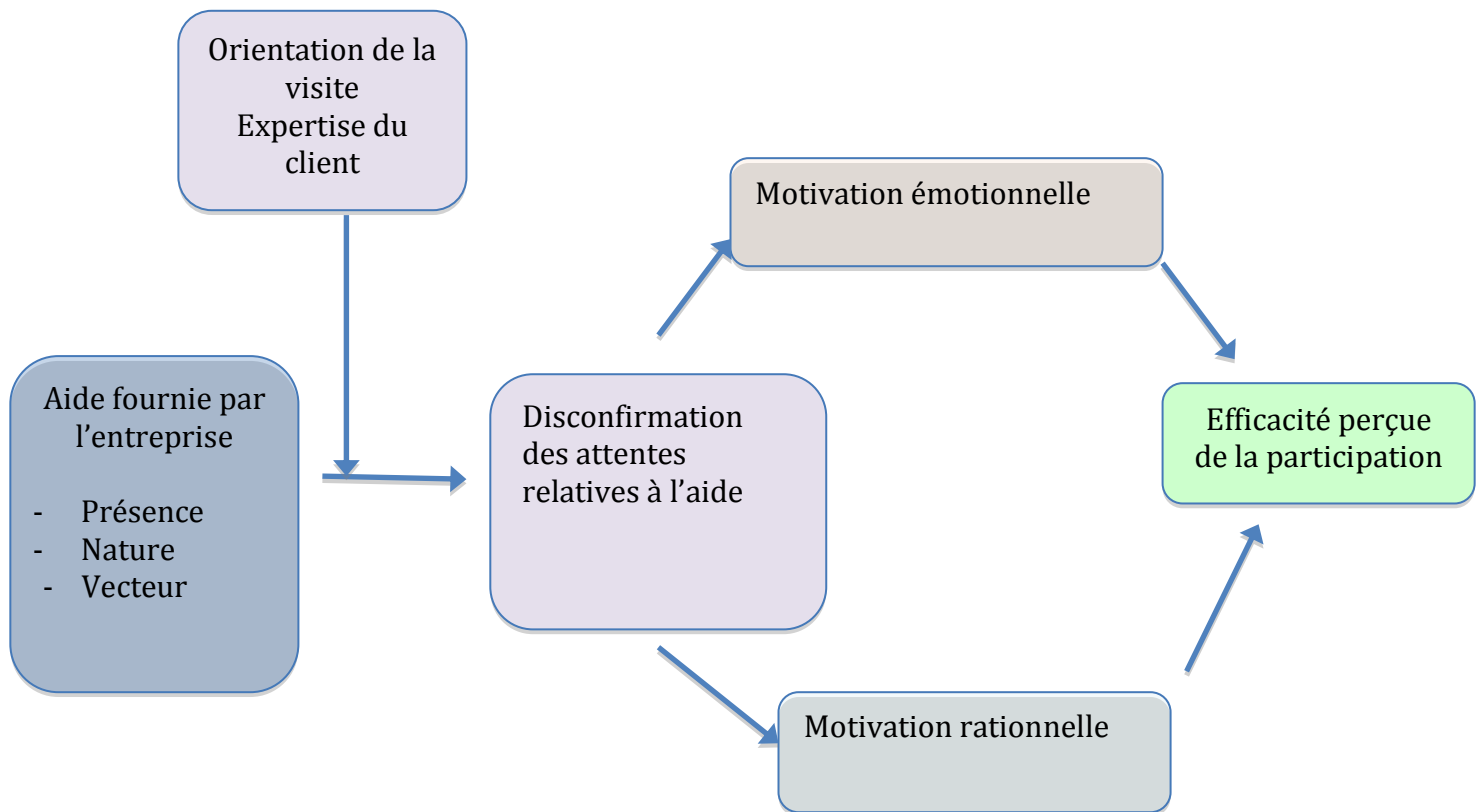 Orientation de la
visite
Expertise du
client
Motivation émotionnelle
Aide fournie par
l’entreprise
- Présence
- Nature
- Vecteur
Disconfirmation
des attentes
relatives à l’aide
Efficacité perçue
de la participation
Motivation rationnelle